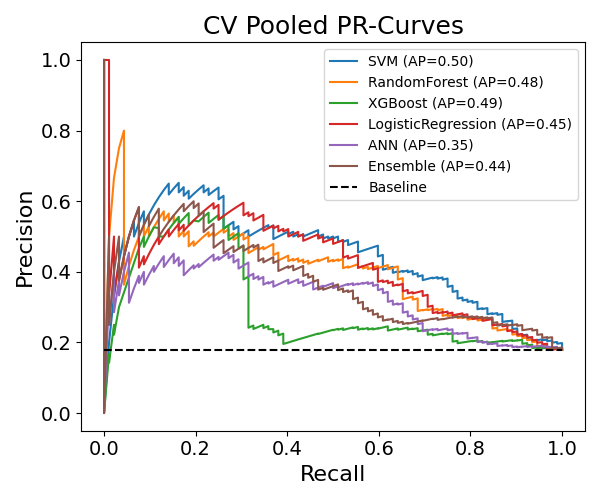 CV Pooled PR-Curves
1.0
0.8
0.6
0.4
0.2
0.0
Precision
SVM (AP=0.50)
RandomForest (AP=0.48)
XGBoost (AP=0.49)
LogisticRegression (AP=0.45)
ANN (AP=0.35)
Ensemble (AP=0.44)
Baseline
0.0 0.2 0.4 0.6 0.8 1.0
Recall